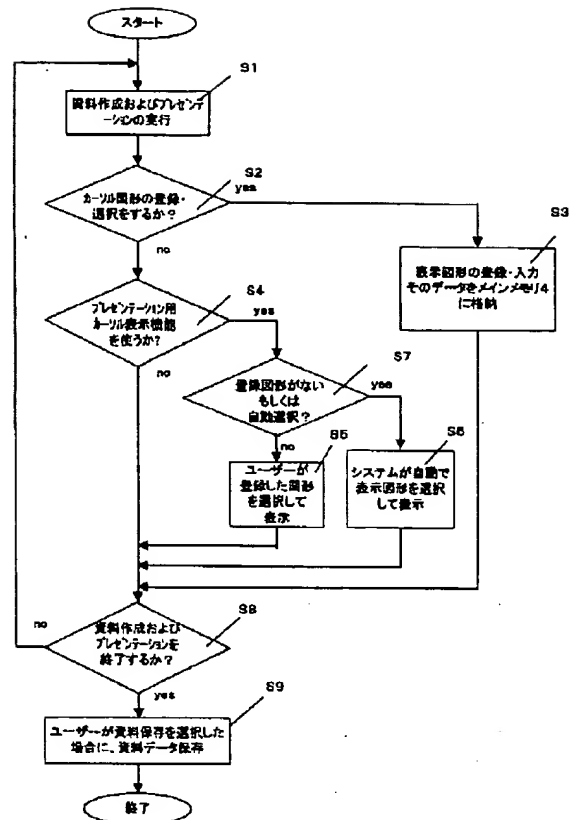 スタート
S1
資料作成およびプレゼンテ
ーションの実行
S2
カーソル図形の登録・
選択をするか?
yes
no
S3
表示図形の登録・入力
そのデータをメインメモリ4
に格納
S4
プレゼンテーション用
カーソル表示機能
を使うか?
yes
no
S7
登録図形がない
もしくは
自動選択?
yes
no
S5
ユーザーが
登録した図形
を選択して
表示
S6
システムが自動で
表示図形を選択
して表示
S8
資料作成および
プレゼンテーションを
終了するか?
no
yes
S9
ユーザーが資料保存を選択した
場合に、資料データ保存
終了